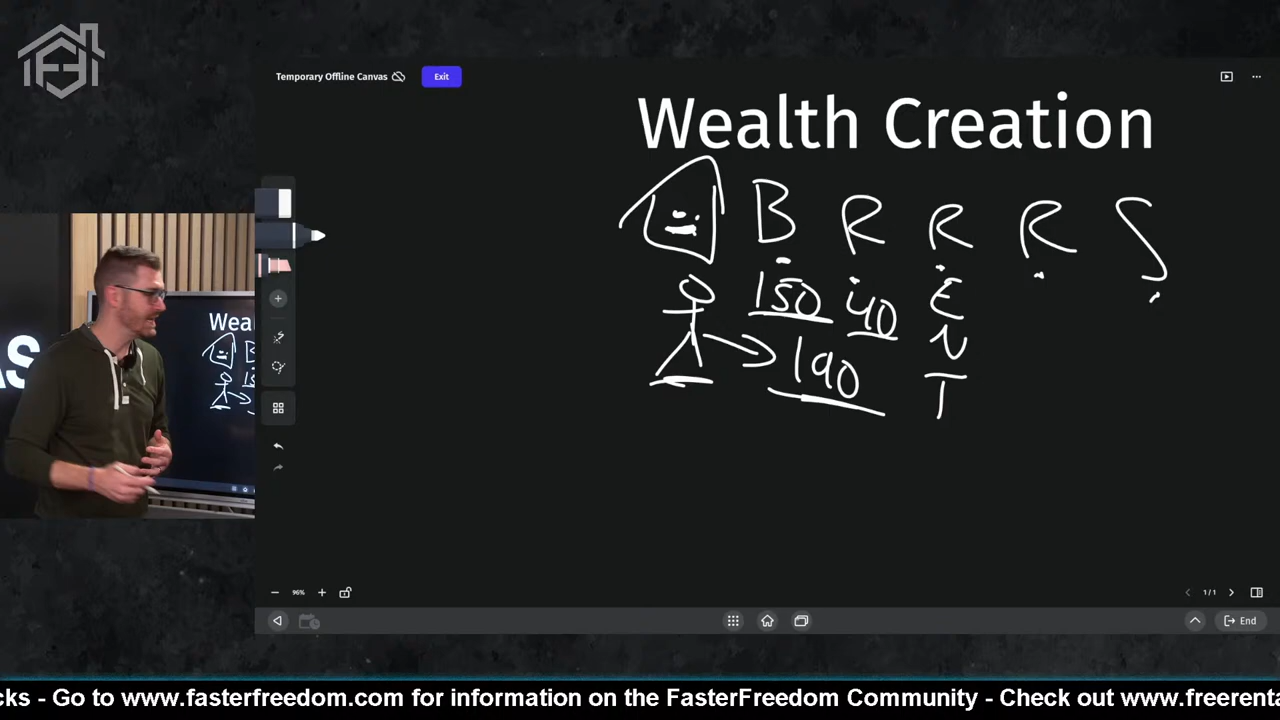 Temporary Offline Canvas
Exit
Wealth Creation
B R R R S
150 40 E
N
190
T
Weal
96%
1/1
End
cks - Go to www.fasterfreedom.com for information on the FasterFreedom Community - Check out www.freerenta